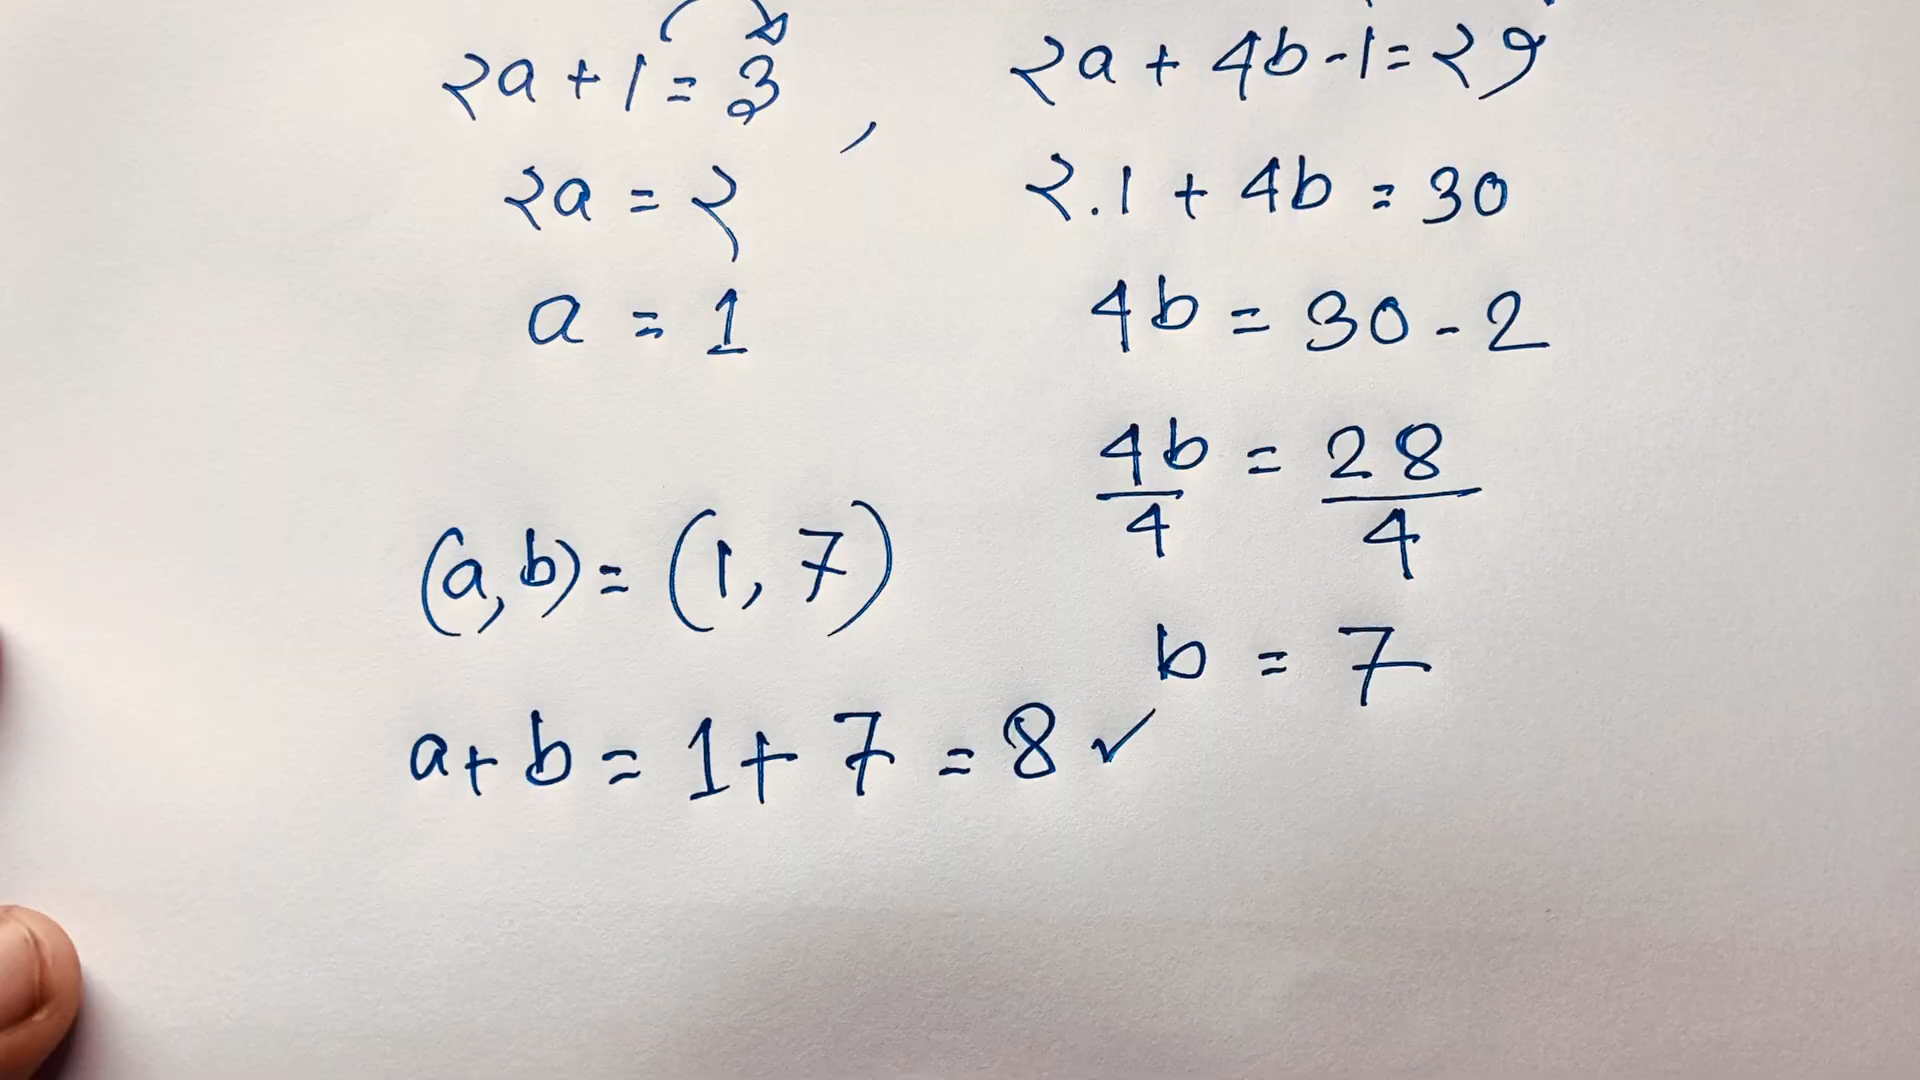 2a + 1 = 3 , 2a + 4b - 1 = 29
2a = 2
a = 1
2.1 + 4b = 30
4b = 30 - 2
4b/4 = 28/4
b = 7
(a, b) = (1, 7)
a + b = 1 + 7 = 8 ✓